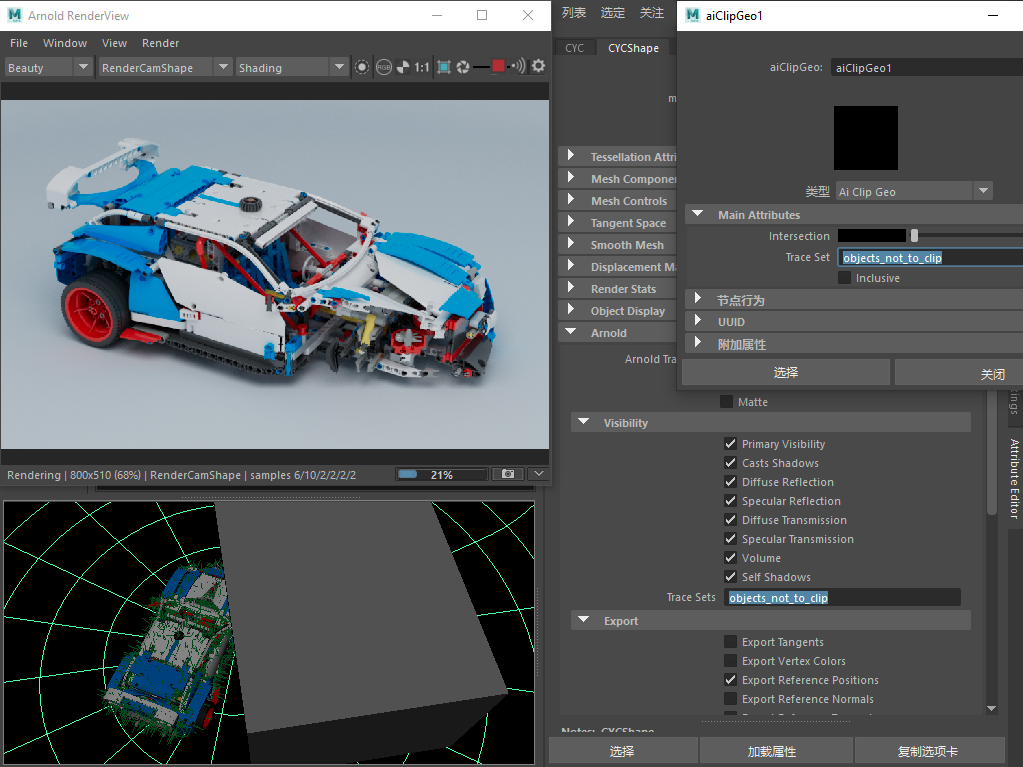 Arnold RenderView
File Window View Render
Beauty RenderCamShape Shading RGB 1:1
Rendering | 800x510 (68%) | RenderCamShape | samples 6/10/2/2/2/2 21%
列表 选定 关注
CYC CYCShape
m
Tessellation Attri
Mesh Componen
Mesh Controls
Tangent Space
Smooth Mesh
Displacement Ma
Render Stats
Object Display
Arnold
Arnold Tra
Matte
Visibility
Primary Visibility
Casts Shadows
Diffuse Reflection
Specular Reflection
Diffuse Transmission
Specular Transmission
Volume
Self Shadows
Trace Sets objects_not_to_clip
Export
Export Tangents
Export Vertex Colors
Export Reference Positions
Export Reference Normals
Notes: CYCShape
选择 加载属性 复制选项卡
aiClipGeo1
aiClipGeo: aiClipGeo1
类型 Ai Clip Geo
Main Attributes
Intersection
Trace Set objects_not_to_clip
Inclusive
节点行为
UUID
附加属性
选择 关闭
ings
Attribute Editor